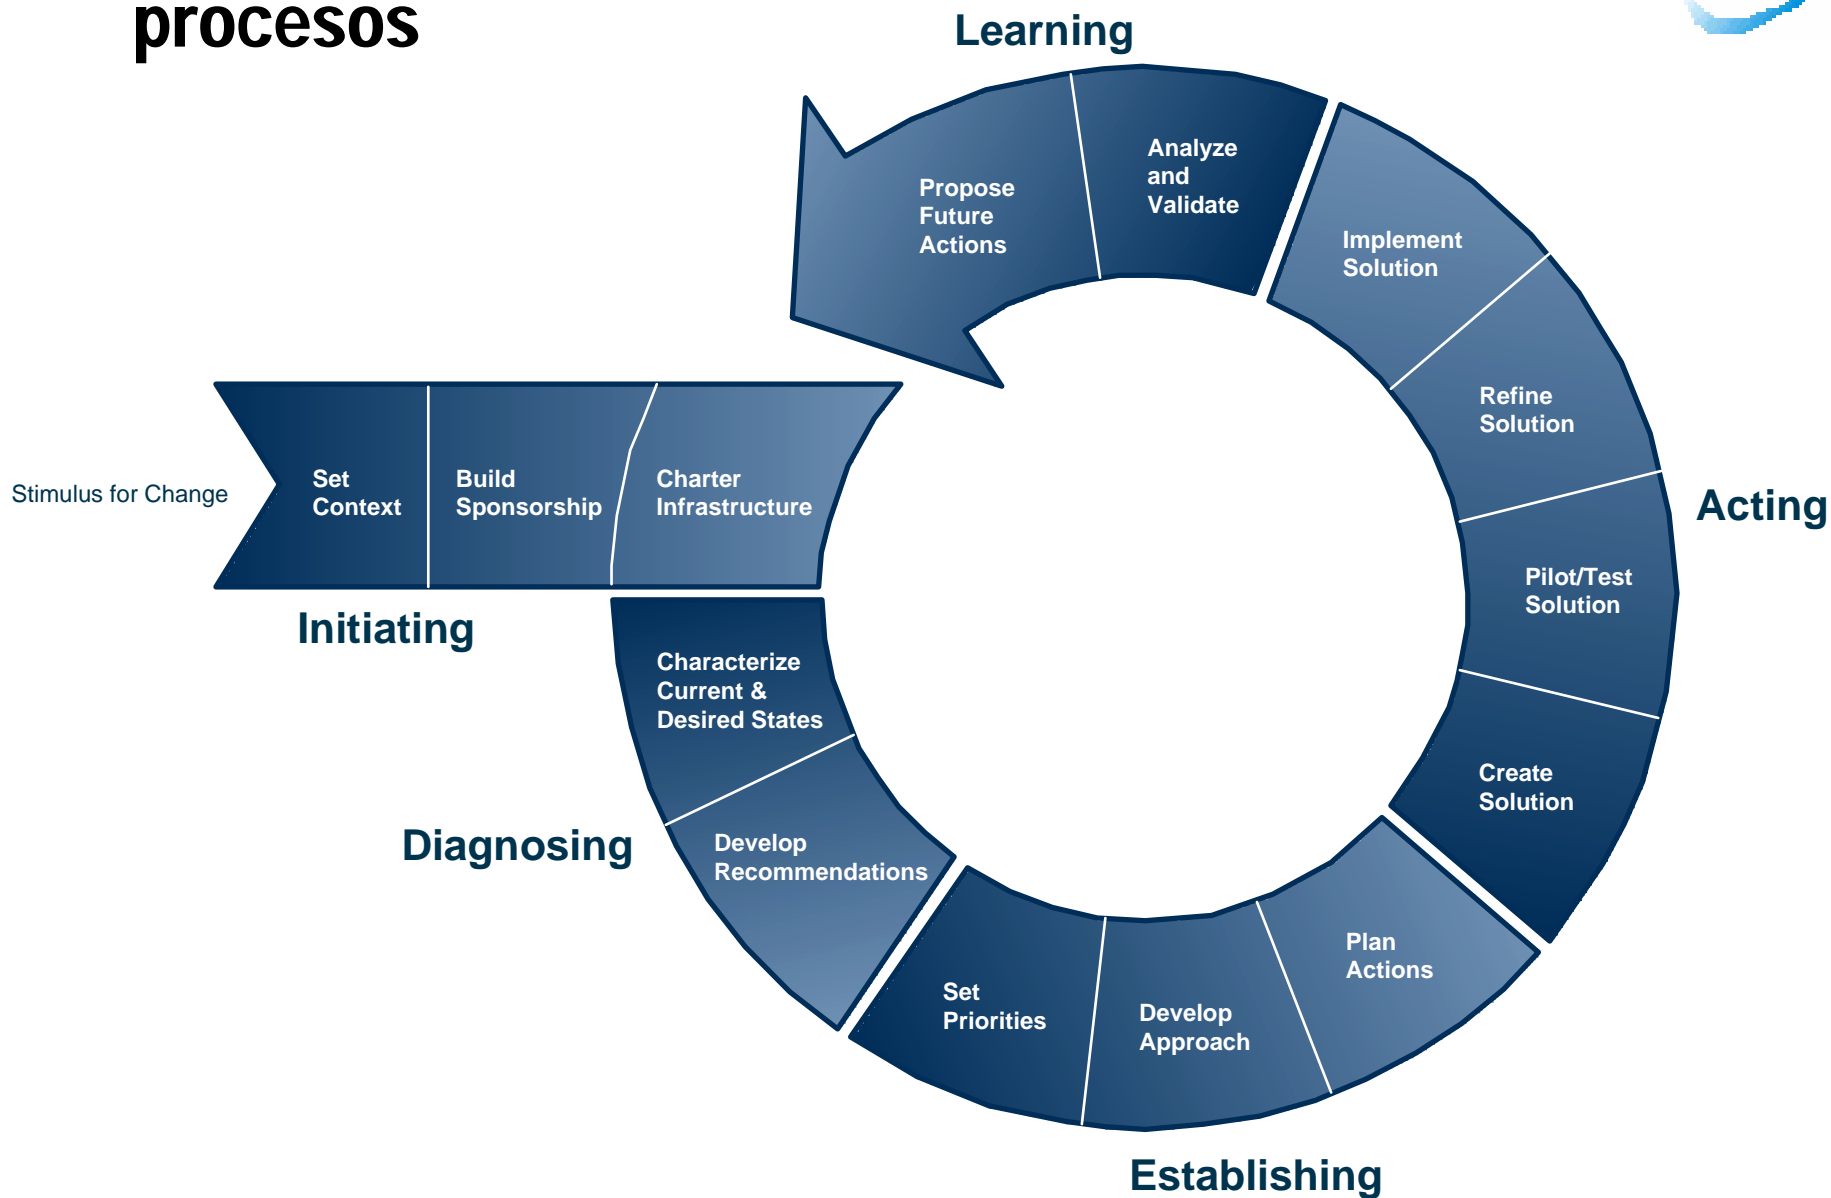 procesos
Learning
Analyze
and
Validate
Propose
Future
Actions
Implement
Solution
Refine
Solution
Stimulus for Change
Set
Context
Build
Sponsorship
Charter
Infrastructure
Acting
Pilot/Test
Solution
Initiating
Characterize
Current &
Desired States
Create
Solution
Diagnosing
Develop
Recommendations
Plan
Actions
Set
Priorities
Develop
Approach
Establishing